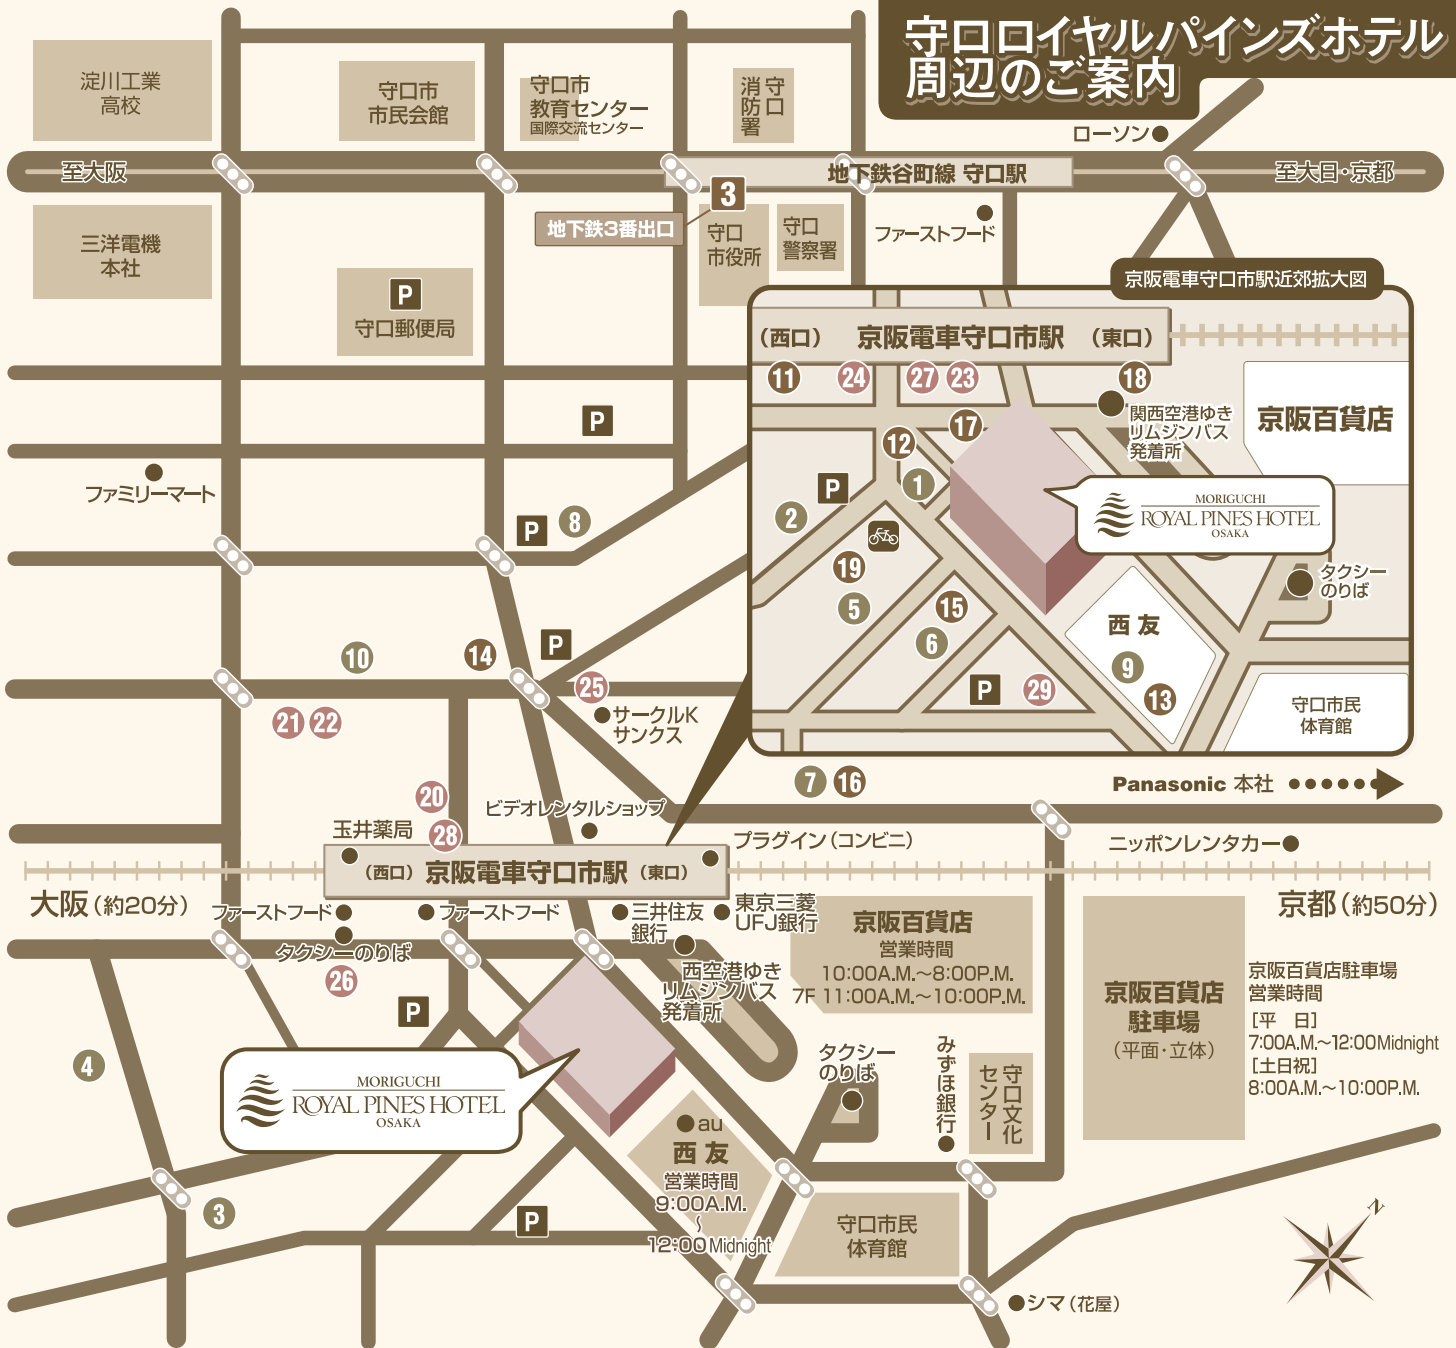 守口ロイヤルパインズホテル
周辺のご案内
淀川工業
高校
守口市
市民会館
守口市
教育センター
国際交流センター
守口
消防署
ローソン
至大阪
地下鉄谷町線 守口駅
至大日・京都
3
地下鉄3番出口
三洋電機
本社
守口
市役所
守口
警察署
ファーストフード
P
守口郵便局
京阪電車守口市駅近郊拡大図
(西口) 京阪電車守口市駅 (東口)
11
24
27
23
18
関西空港ゆき
リムジンバス
発着所
京阪百貨店
17
12
1
P
2
MORIGUCHI
ROYAL PINES HOTEL
OSAKA
19
5
15
6
タクシー
のりば
西友
9
13
P
29
守口市民
体育館
P
ファミリーマート
P
8
P
10
14
25
サークルK
サンクス
21
22
7
16
Panasonic 本社
20
28
ビデオレンタルショップ
玉井薬局
プラグイン(コンビニ)
ニッポンレンタカー
(西口) 京阪電車守口市駅 (東口)
大阪(約20分)
京都(約50分)
ファーストフード
ファーストフード
三井住友
銀行
東京三菱
UFJ銀行
タクシーのりば
26
西空港ゆき
リムジンバス
発着所
京阪百貨店
営業時間
10:00A.M.〜8:00P.M.
7F 11:00A.M.〜10:00P.M.
京阪百貨店
駐車場
(平面・立体)
京阪百貨店駐車場
営業時間
[平　日]
7:00A.M.〜12:00Midnight
[土日祝]
8:00A.M.〜10:00P.M.
P
4
MORIGUCHI
ROYAL PINES HOTEL
OSAKA
タクシー
のりば
みずほ銀行
守口文化
センター
au
西友
営業時間
9:00A.M.
〜
12:00Midnight
3
P
守口市民
体育館
シマ(花屋)
N